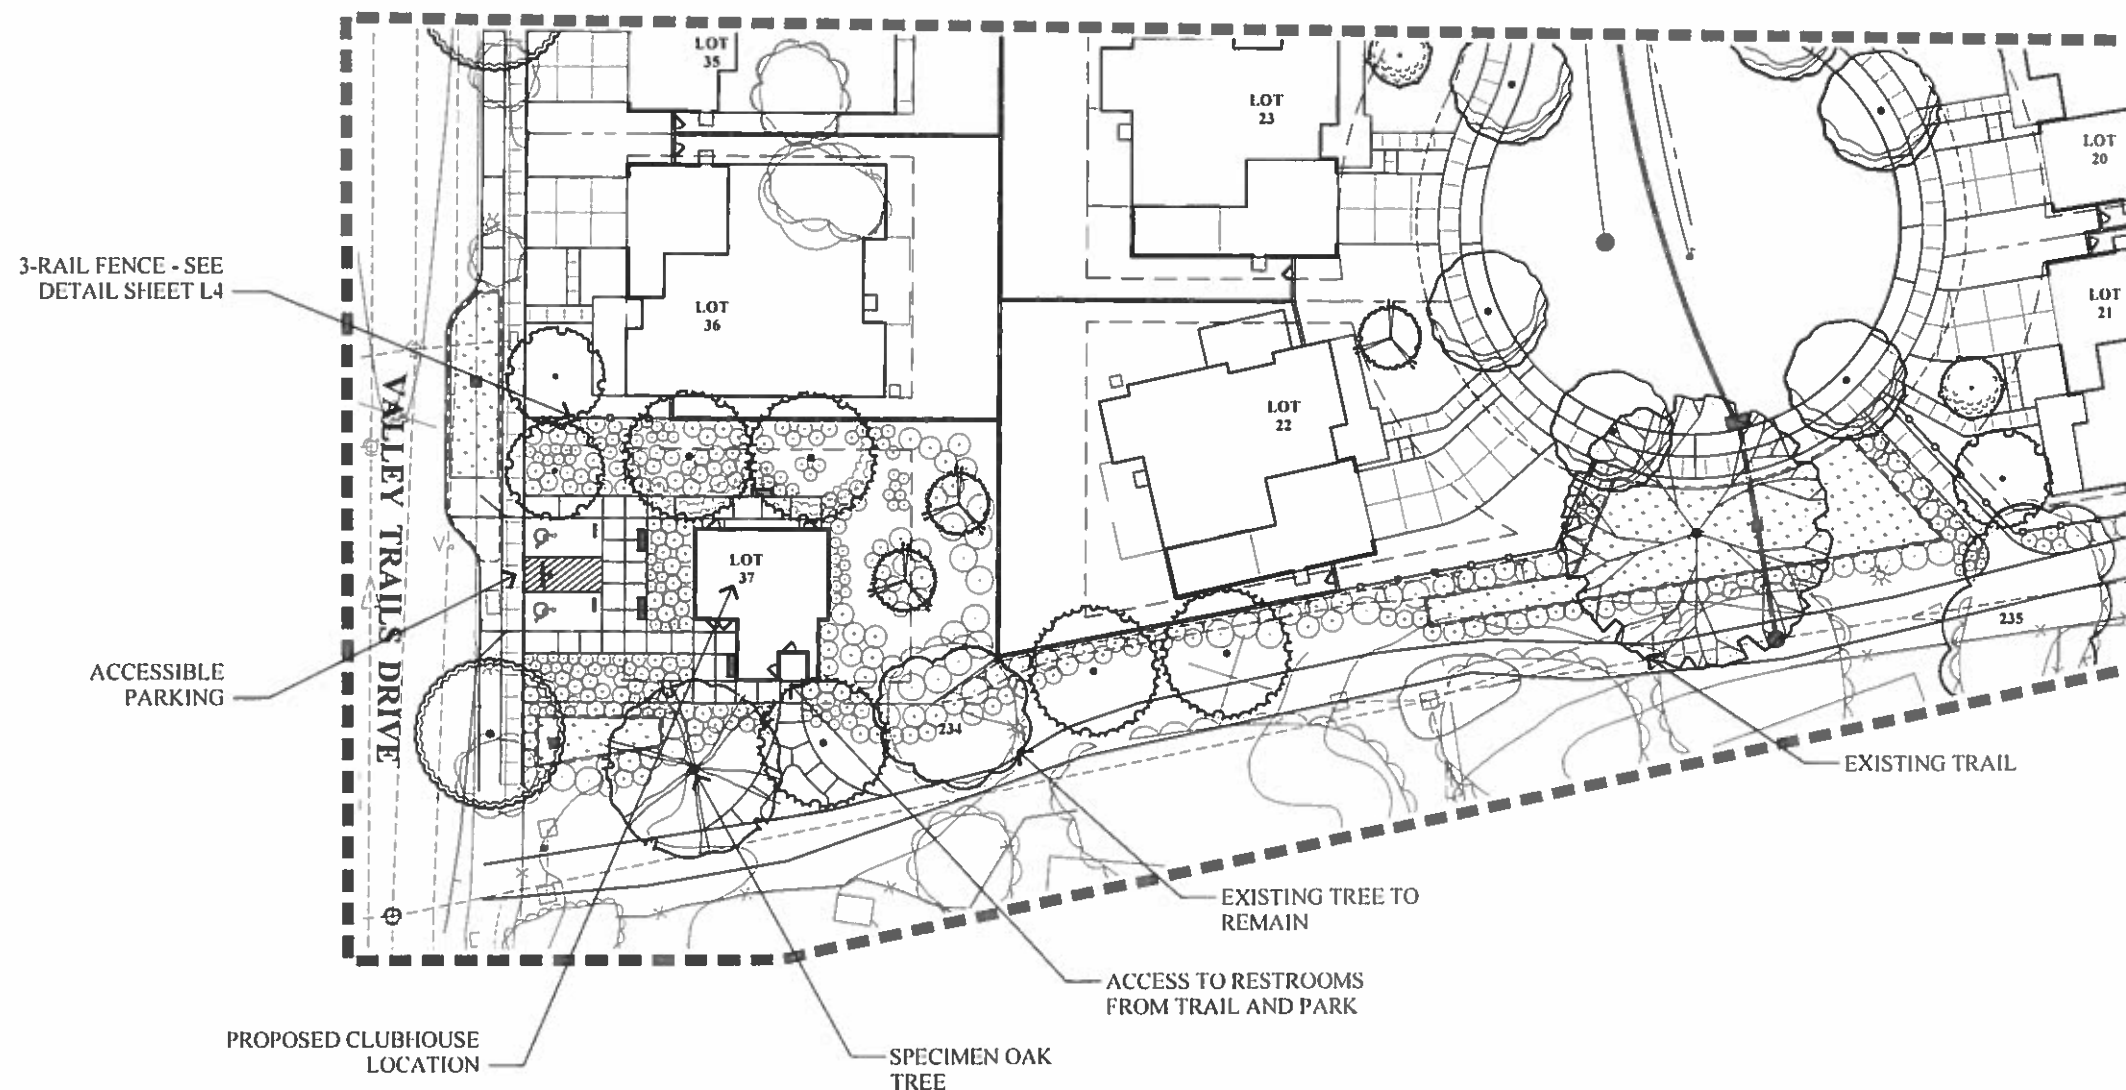 LOT
35
LOT
23
LOT
20
3-RAIL FENCE - SEE
DETAIL SHEET L4
LOT
36
LOT
21
VALLEY TRAILS DRIVE
LOT
22
LOT
37
235
ACCESSIBLE
PARKING
234
EXISTING TRAIL
EXISTING TREE TO
REMAIN
ACCESS TO RESTROOMS
FROM TRAIL AND PARK
PROPOSED CLUBHOUSE
LOCATION
SPECIMEN OAK
TREE